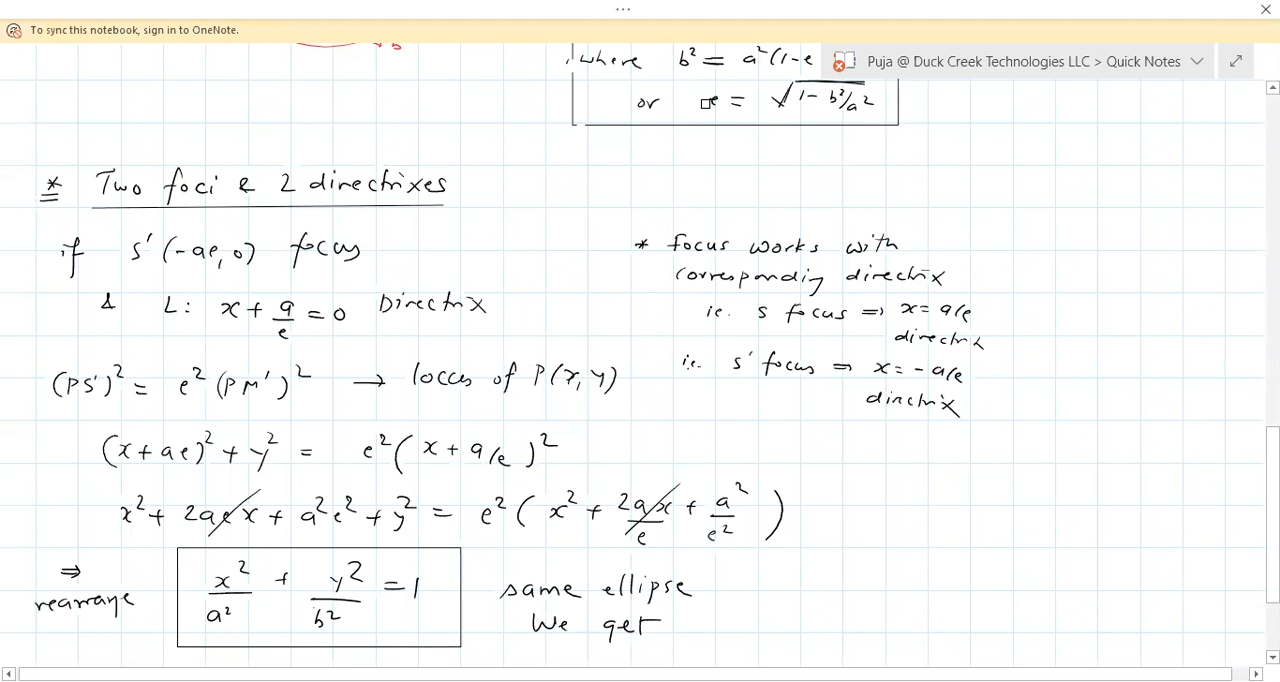 To sync this notebook, sign in to OneNote.
Puja @ Duck Creek Technologies LLC > Quick Notes
, where b² = a²(1-e
or e = √1 - b²/a²
* Two foci & 2 directrixes
if s'(-ae, 0) focus
& L: x + a/e = 0 Directrix
(PS')² = e²(PM')² → locus of P(x, y)
(x + ae)² + y² = e²(x + a/e)²
x² + 2aex + a²e² + y² = e²(x² + 2ax/e + a²/e²)
⇒ rearrange x²/a² + y²/b² = 1 same ellipse
We get
* focus works with
corresponding directrix
i.e. s focus ⇒ x = a/e
directrix
i.e. s' focus ⇒ x = -a/e
directrix